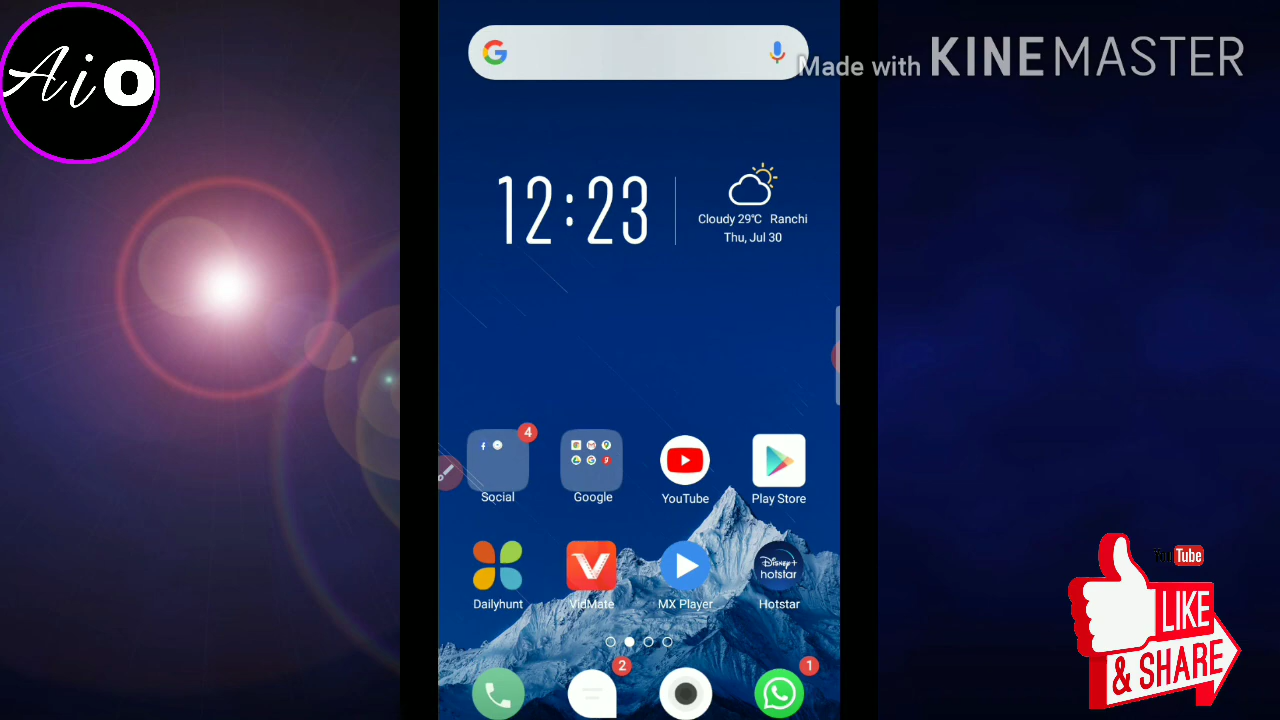 AiO
Made with KINEMASTER
12:23
Cloudy 29℃ Ranchi
Thu, Jul 30
4
Social
Google
YouTube
Play Store
Disney+
hotstar
Dailyhunt
VidMate
MX Player
Hotstar
2
1
YouTube
LIKE
& SHARE